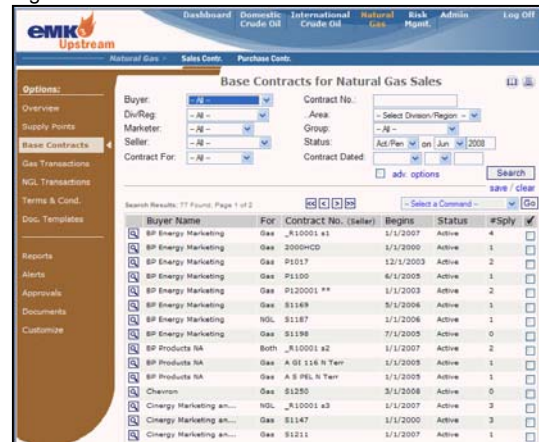 Dashboard Domestic Crude Oil International Crude Oil Natural Gas Risk Mgmt. Admin Log Off
eMK
Upstream
Natural Gas > Sales Contr. Purchase Contr.
Options:
Overview
Supply Points
Base Contracts
Gas Transactions
NGL Transactions
Terms & Cond.
Doc. Templates
Reports
Alerts
Approvals
Documents
Customize
Base Contracts for Natural Gas Sales
Buyer: -- All -- Contract No.:
Div/Reg: -- All -- ..Area: -- Select Division/Region --
Marketer: -- All -- Group: -- All --
Seller: -- All -- Status: Act/Pen on Jun 2008
Contract For: -- All -- Contract Dated:
adv. options Search
save / clear
Search Results: 77 Found, Page 1 of 2 << < > >> -- Select a Command -- Go
Buyer Name For Contract No. (Seller) Begins Status #Sply
BP Energy Marketing Gas _R10001 s1 1/1/2007 Active 4
BP Energy Marketing Gas 2000HCD 1/1/2000 Active 1
BP Energy Marketing Gas P1017 12/1/2003 Active 2
BP Energy Marketing Gas P1100 6/1/2005 Active 1
BP Energy Marketing Gas P120001 ** 1/1/2003 Active 2
BP Energy Marketing Gas S1169 5/1/2006 Active 1
BP Energy Marketing NGL S1187 1/1/2006 Active 1
BP Energy Marketing Gas S1198 7/1/2005 Active 0
BP Products NA Both _R10001 s2 1/1/2007 Active 2
BP Products NA Gas A GI 116 N Terr 1/1/2005 Active 1
BP Products NA Gas A S PEL N Terr 1/1/2005 Active 1
Chevron Gas S1250 3/1/2008 Active 0
Cinergy Marketing an... NGL _R10001 s3 1/1/2007 Active 3
Cinergy Marketing an... Gas S1147 1/1/2000 Active 3
Cinergy Marketing an... Gas S1211 1/1/2007 Active 1